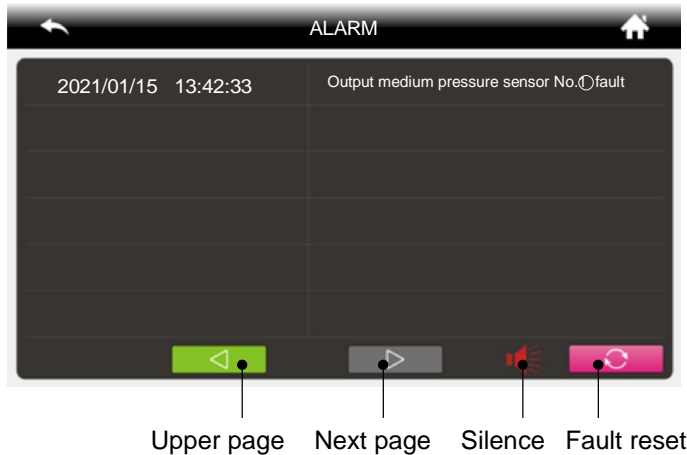 ALARM
2021/01/15 13:42:33 Output medium pressure sensor No.① fault
Upper page Next page Silence Fault reset